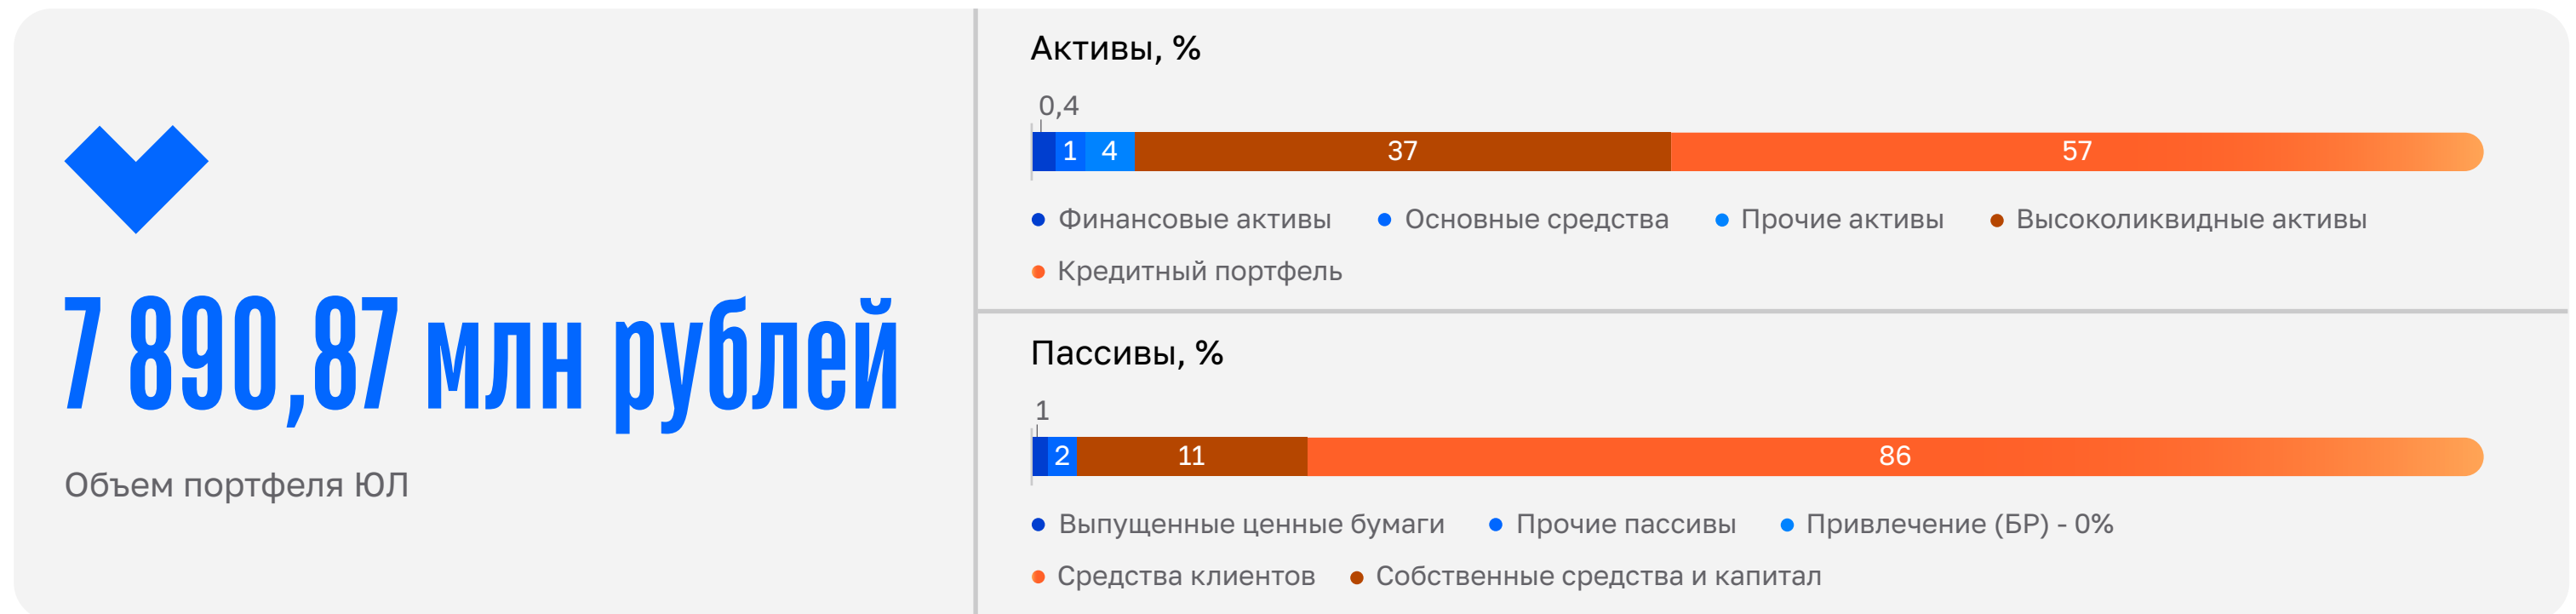 7 890,87 млн рублей
Объем портфеля ЮЛ
Активы, %
0,4
1 4 37 57
Финансовые активы Основные средства Прочие активы Высоколиквидные активы
Кредитный портфель
Пассивы, %
1
2 11 86
Выпущенные ценные бумаги Прочие пассивы Привлечение (БР) - 0%
Средства клиентов Собственные средства и капитал